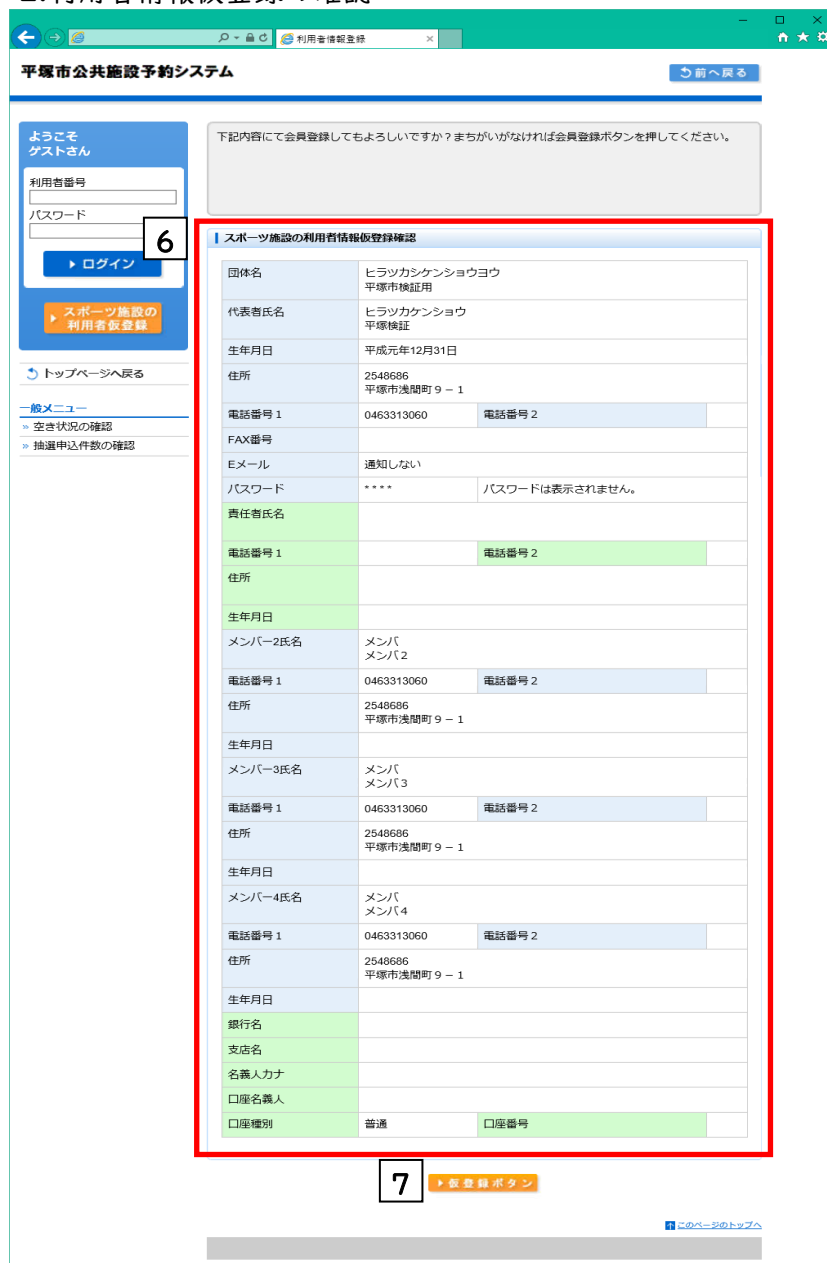 利用者情報登録
平塚市公共施設予約システム
前へ戻る
ようこそ
ゲストさん
利用者番号
パスワード
ログイン
スポーツ施設の
利用者仮登録
トップページへ戻る
一般メニュー
» 空き状況の確認
» 抽選申込件数の確認
下記内容にて会員登録してもよろしいですか？まちがいがなければ会員登録ボタンを押してください。
6
スポーツ施設の利用者情報仮登録確認
団体名 ヒラツカシケンショウヨウ
平塚市検証用
代表者氏名 ヒラツカケンショウ
平塚検証
生年月日 平成元年12月31日
住所 2548686
平塚市浅間町９－１
電話番号１ 0463313060 電話番号２
FAX番号
Eメール 通知しない
パスワード **** パスワードは表示されません。
責任者氏名
電話番号１ 電話番号２
住所
生年月日
メンバー2氏名 メンバ
メンバ２
電話番号１ 0463313060 電話番号２
住所 2548686
平塚市浅間町９－１
生年月日
メンバー3氏名 メンバ
メンバ３
電話番号１ 0463313060 電話番号２
住所 2548686
平塚市浅間町９－１
生年月日
メンバー4氏名 メンバ
メンバ４
電話番号１ 0463313060 電話番号２
住所 2548686
平塚市浅間町９－１
生年月日
銀行名
支店名
名義人カナ
口座名義人
口座種別 普通 口座番号
7
仮登録ボタン
このページのトップへ